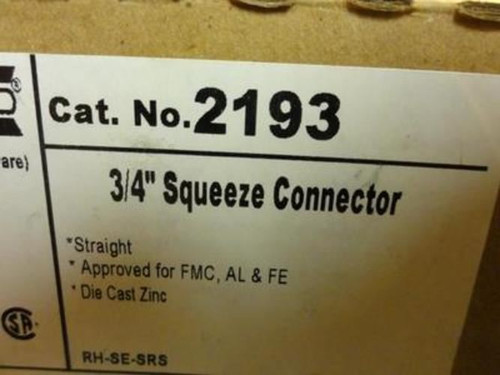 ®
Cat. No. 2193
are)
3/4" Squeeze Connector
*Straight
* Approved for FMC, AL & FE
* Die Cast Zinc
SA
RH-SE-SRS